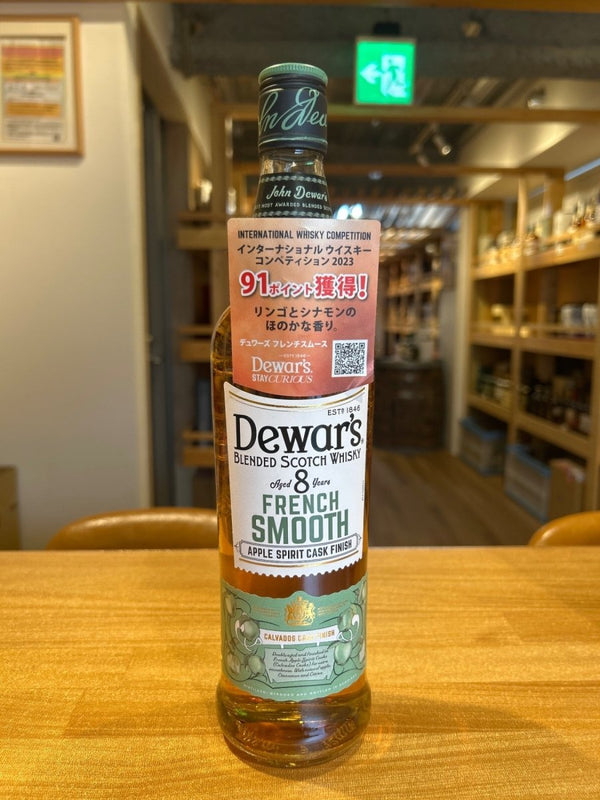 John Dewar's
INTERNATIONAL WHISKY COMPETITION
インターナショナル ウイスキー
コンペティション 2023
91ポイント獲得!
リンゴとシナモンの
ほのかな香り。
デュワーズ フレンチスムース
ESTD 1846
Dewar's.
STAY CURIOUS
ESTD 1846
Dewar's
BLENDED SCOTCH WHISKY
Aged 8 Years
FRENCH
SMOOTH
APPLE SPIRIT CASK FINISH
CALVADOS CASK FINISH